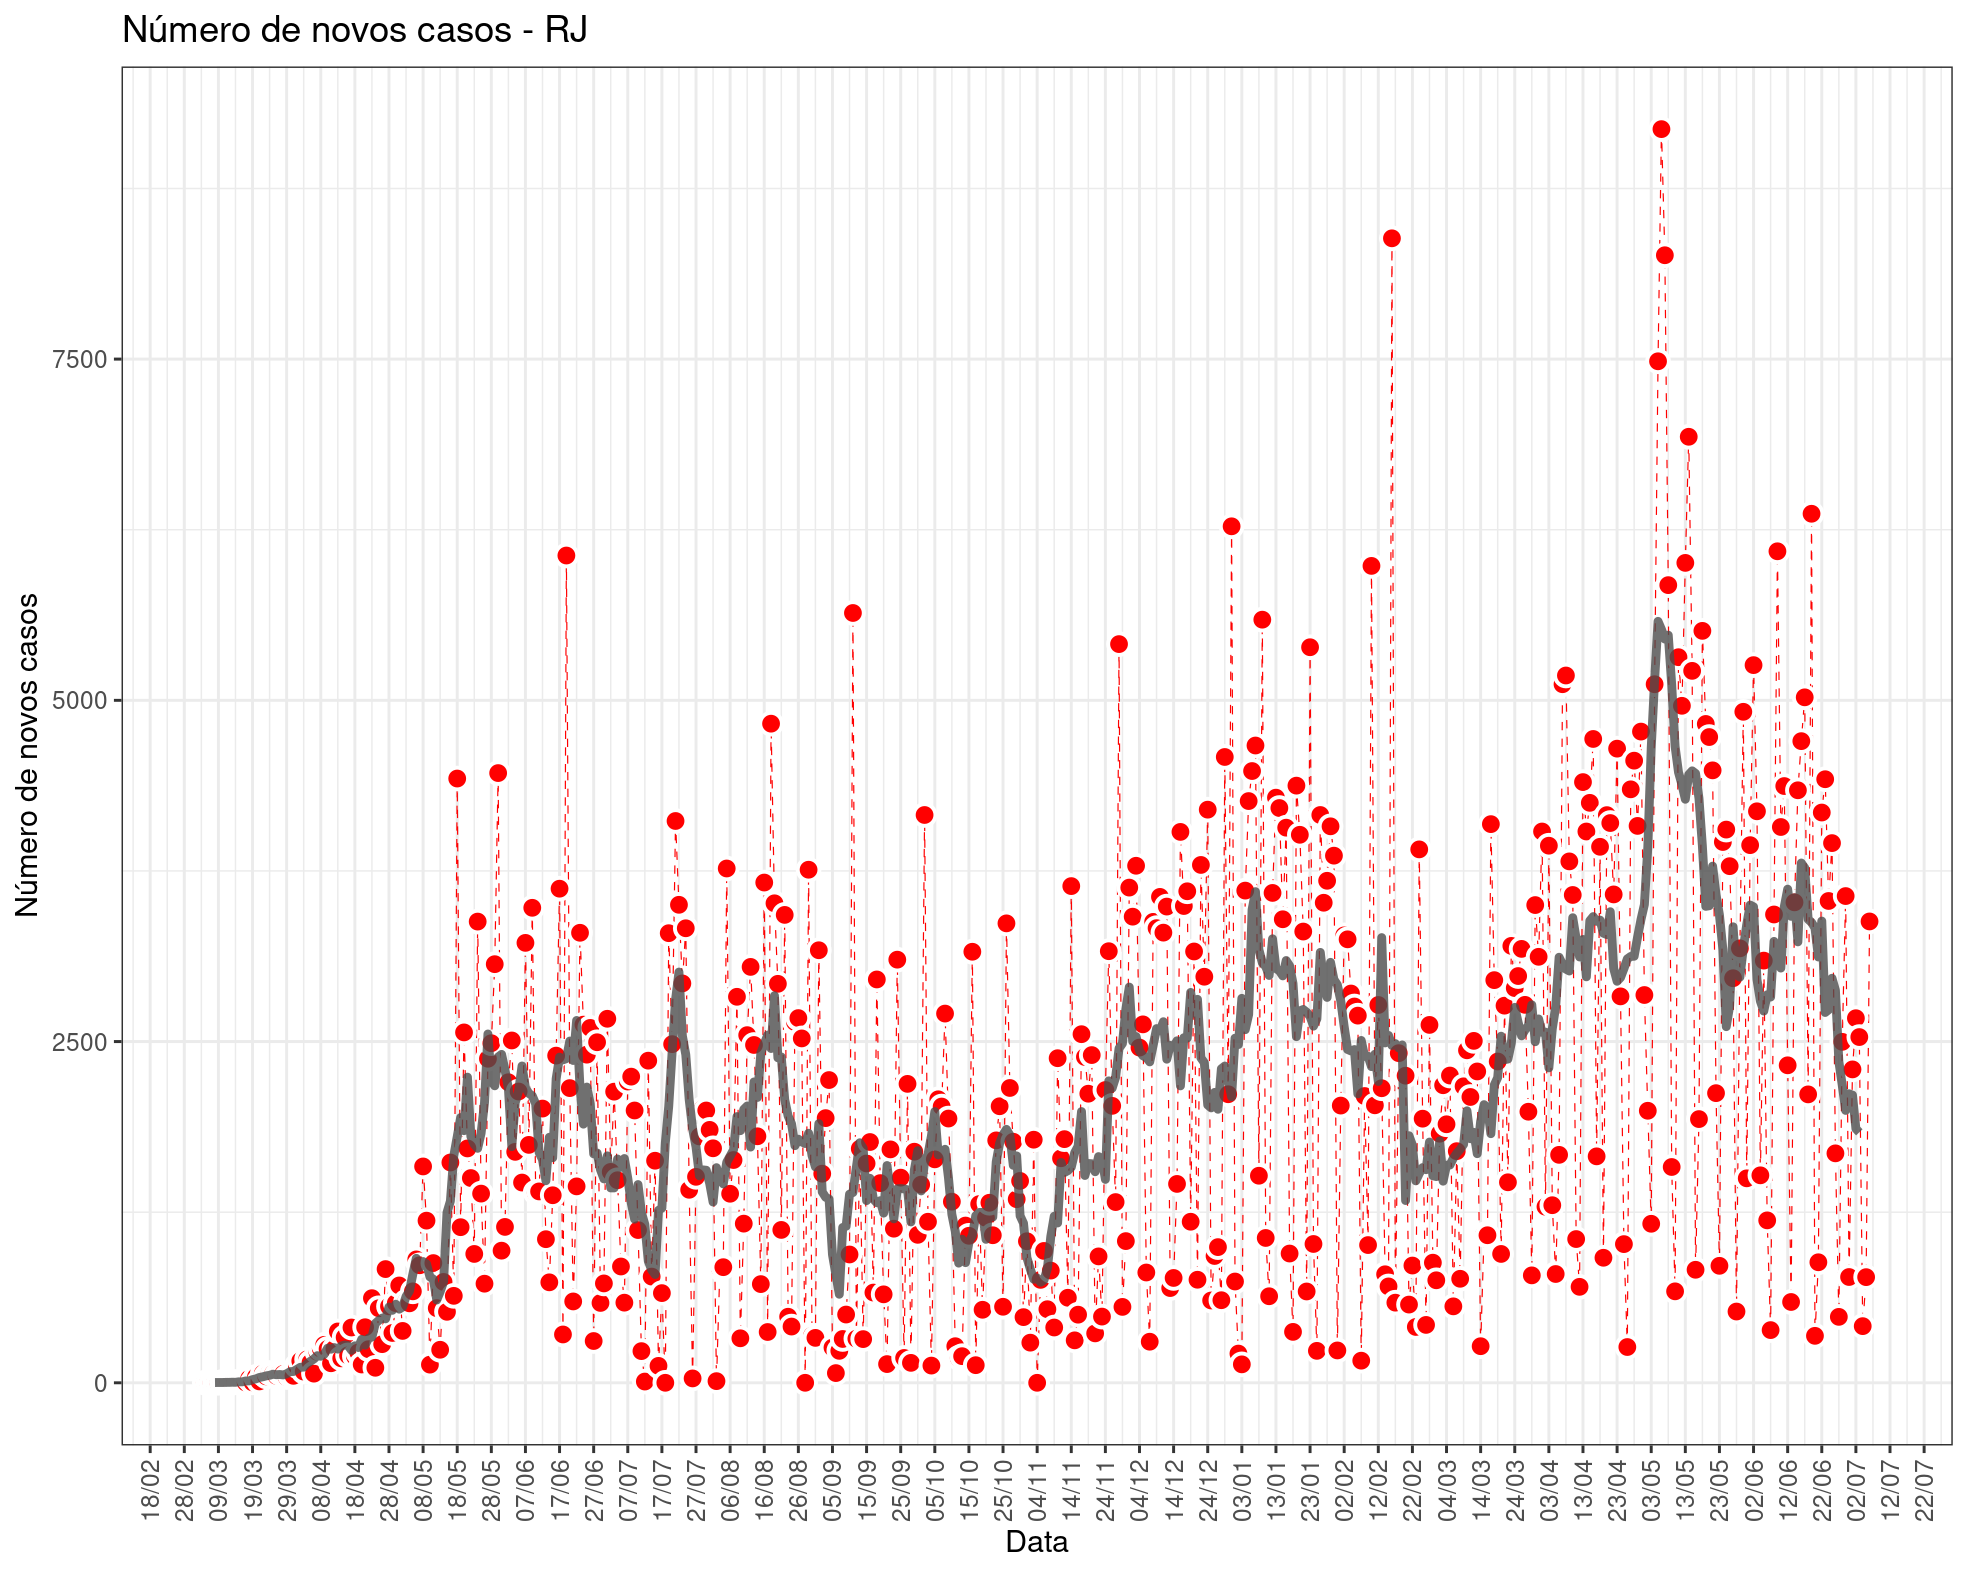 Número de novos casos - RJ
Número de novos casos
7500
5000
2500
0
18/02 28/02 09/03 19/03 29/03 08/04 18/04 28/04 08/05 18/05 28/05 07/06 17/06 27/06 07/07 17/07 27/07 06/08 16/08 26/08 05/09 15/09 25/09 05/10 15/10 25/10 04/11 14/11 24/11 04/12 14/12 24/12 03/01 13/01 23/01 02/02 12/02 22/02 04/03 14/03 24/03 03/04 13/04 23/04 03/05 13/05 23/05 02/06 12/06 22/06 02/07 12/07 22/07
Data